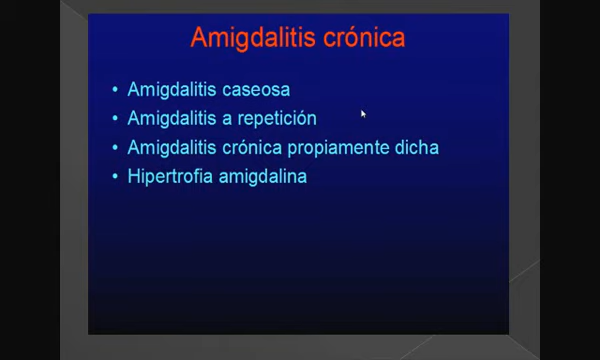 Amigdalitis crónica
• Amigdalitis caseosa
• Amigdalitis a repetición
• Amigdalitis crónica propiamente dicha
• Hipertrofia amigdalina